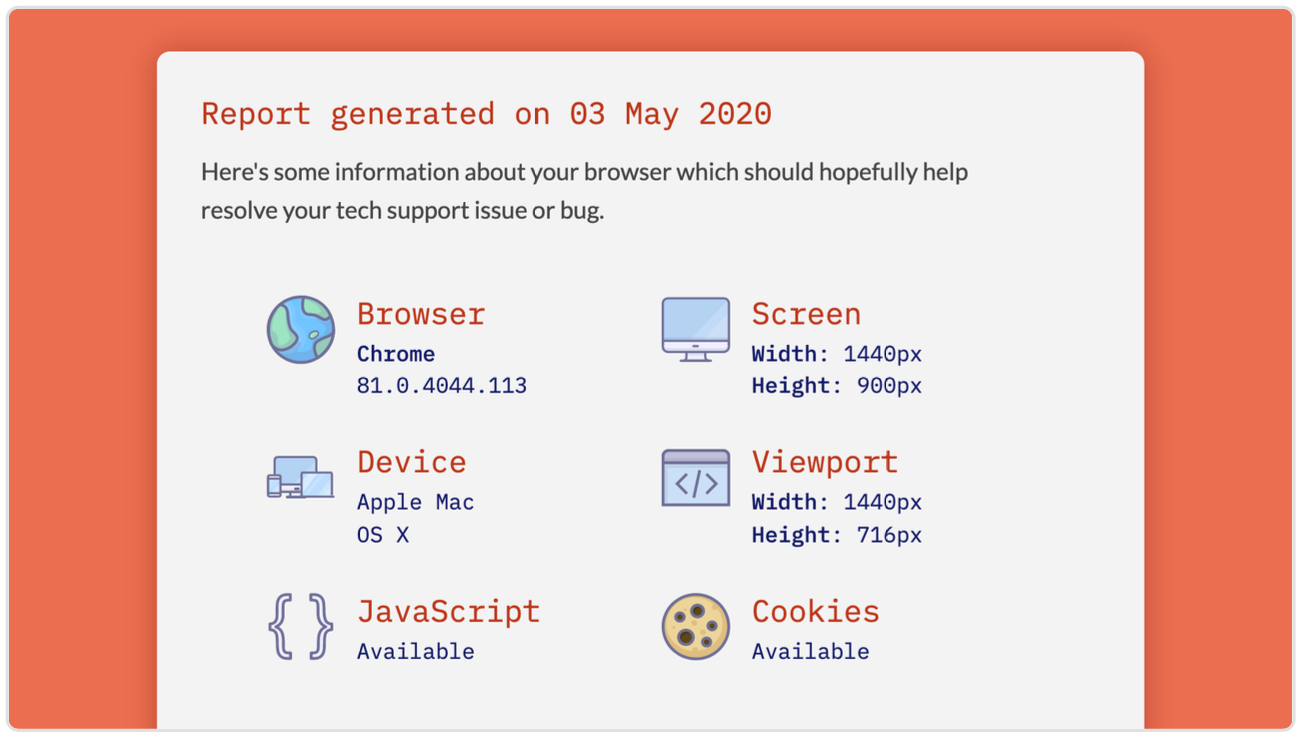 Report generated on 03 May 2020
Here's some information about your browser which should hopefully help
resolve your tech support issue or bug.
Browser
Chrome
81.0.4044.113
Screen
Width: 1440px
Height: 900px
Device
Apple Mac
OS X
Viewport
Width: 1440px
Height: 716px
JavaScript
Available
Cookies
Available